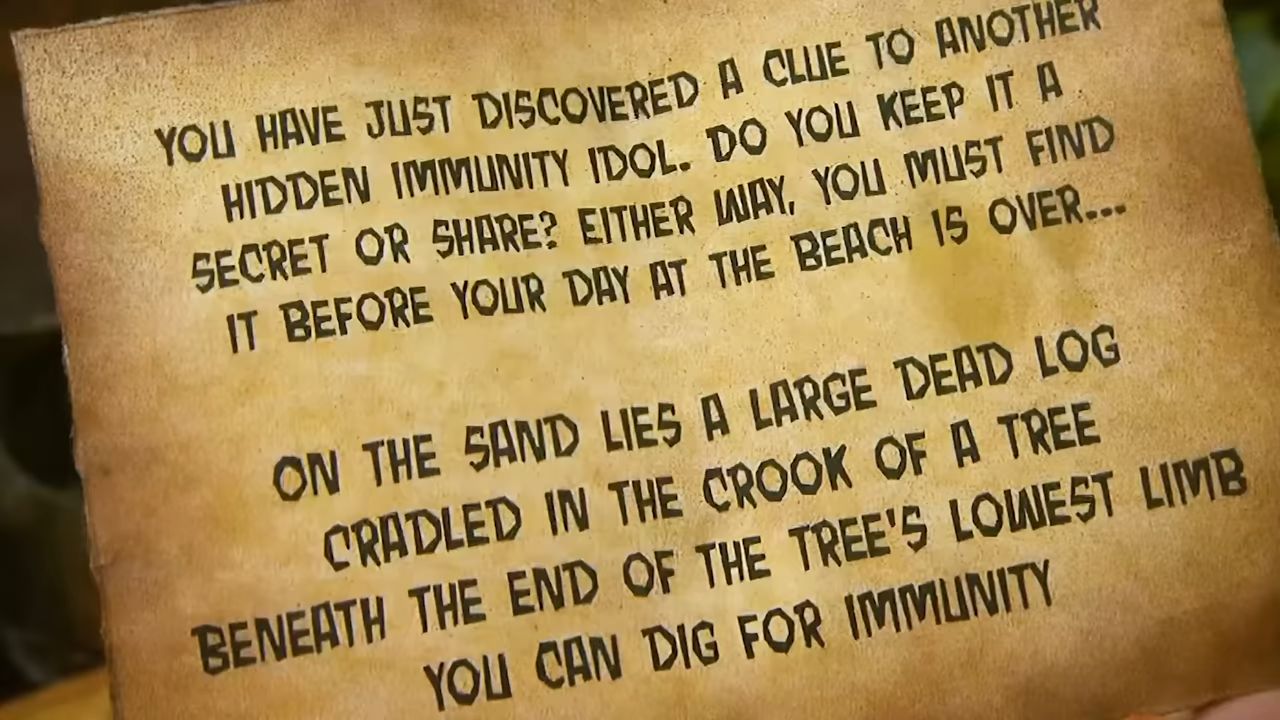 YOU HAVE JUST DISCOVERED A CLUE TO ANOTHER
HIDDEN IMMUNITY IDOL. DO YOU KEEP IT A
SECRET OR SHARE? EITHER WAY, YOU MUST FIND
IT BEFORE YOUR DAY AT THE BEACH IS OVER...
ON THE SAND LIES A LARGE DEAD LOG
CRADLED IN THE CROOK OF A TREE
BENEATH THE END OF THE TREE'S LOWEST LIMB
YOU CAN DIG FOR IMMUNITY